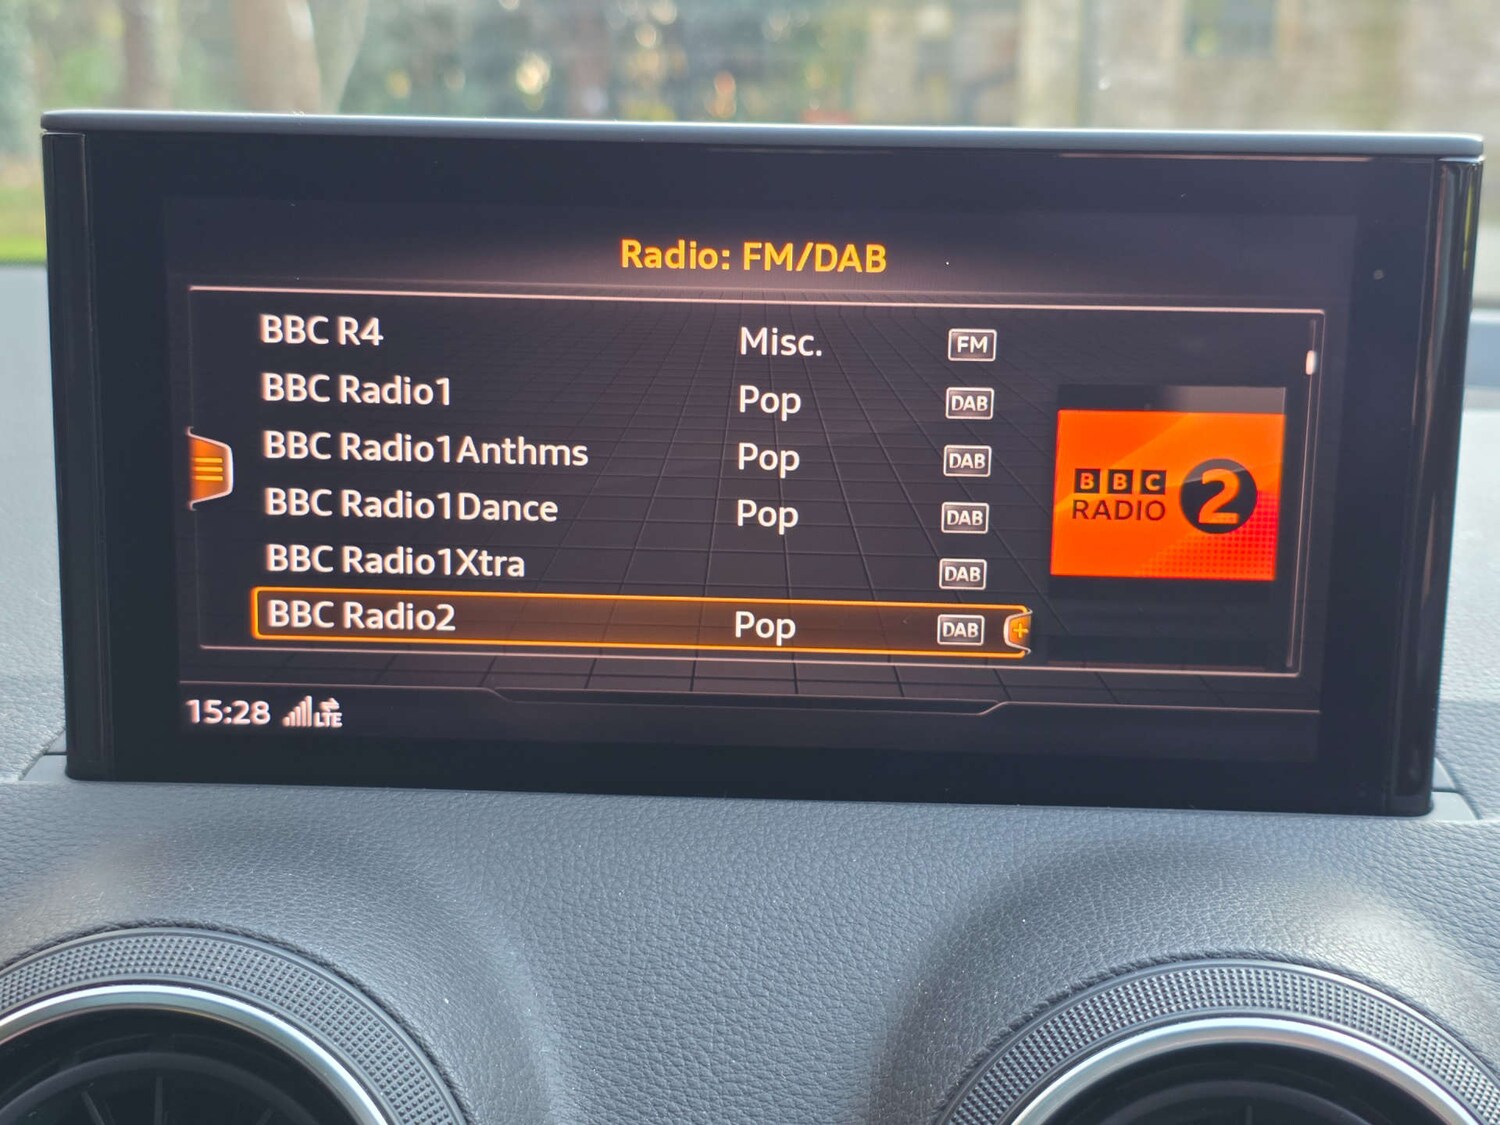 Radio: FM/DAB
BBC R4 Misc. FM
BBC Radio1 Pop DAB
BBC Radio1Anthms Pop DAB
BBC Radio1Dance Pop DAB
BBC Radio1Xtra DAB
BBC Radio2 Pop DAB +
BBC
RADIO 2
15:28 LTE